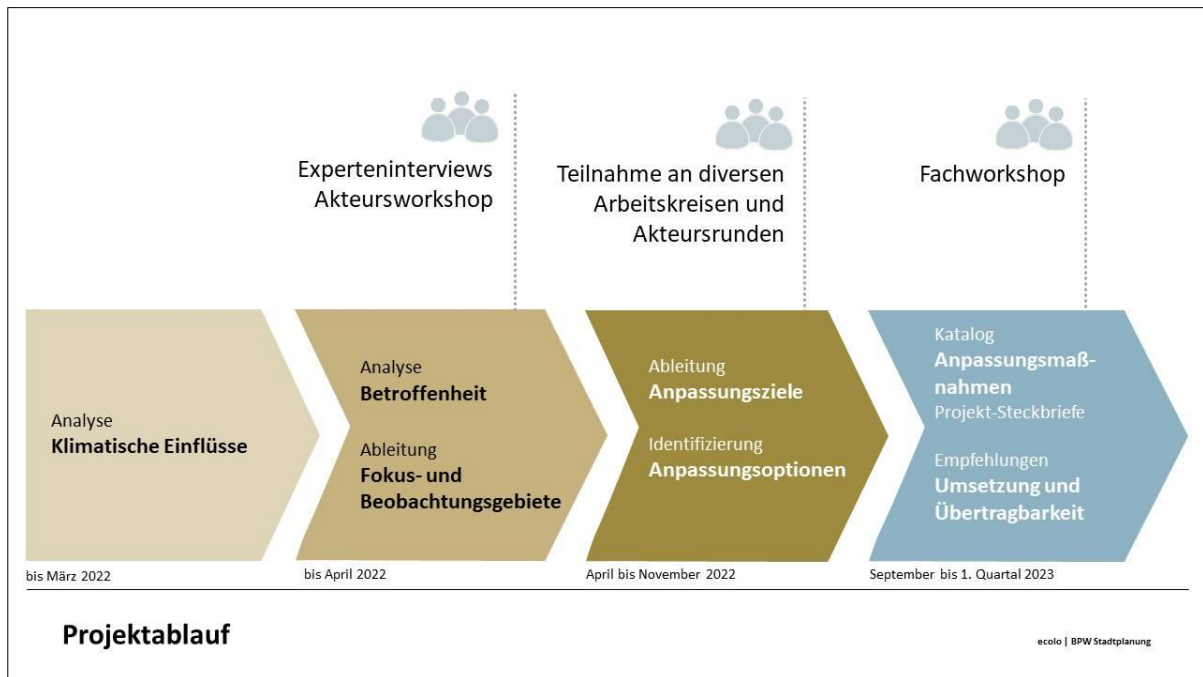 Experteninterviews
Akteursworkshop
Teilnahme an diversen
Arbeitskreisen und
Akteursrunden
Fachworkshop
Analyse
Klimatische Einflüsse
Analyse
Betroffenheit
Ableitung
Fokus- und
Beobachtungsgebiete
Ableitung
Anpassungsziele
Identifizierung
Anpassungsoptionen
Katalog
Anpassungsmaß-
nahmen
Projekt-Steckbriefe
Empfehlungen
Umsetzung und
Übertragbarkeit
bis März 2022
bis April 2022
April bis November 2022
September bis 1. Quartal 2023
Projektablauf
ecolo | BPW Stadtplanung